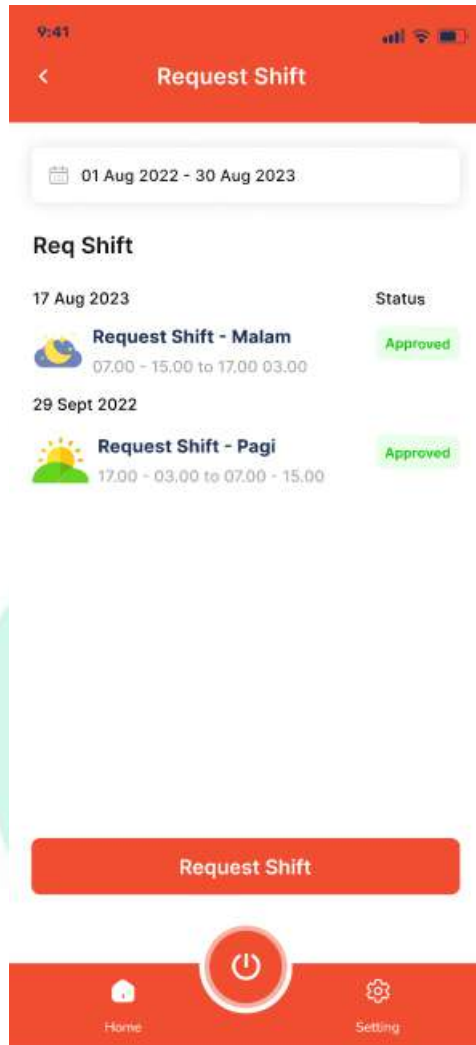 9:41
Request Shift
01 Aug 2022 - 30 Aug 2023
Req Shift
17 Aug 2023 Status
Request Shift - Malam Approved
07.00 - 15.00 to 17.00 03.00
29 Sept 2022
Request Shift - Pagi Approved
17.00 - 03.00 to 07.00 - 15.00
Request Shift
Home Setting